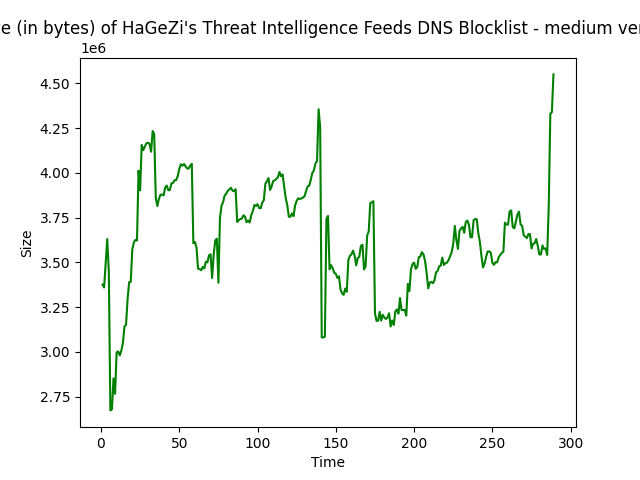 (in bytes) of HaGeZi's Threat Intelligence Feeds DNS Blocklist - medium
1e6
4.50
4.25
4.00
3.75
3.50
3.25
3.00
2.75
Size
0 50 100 150 200 250 300
Time